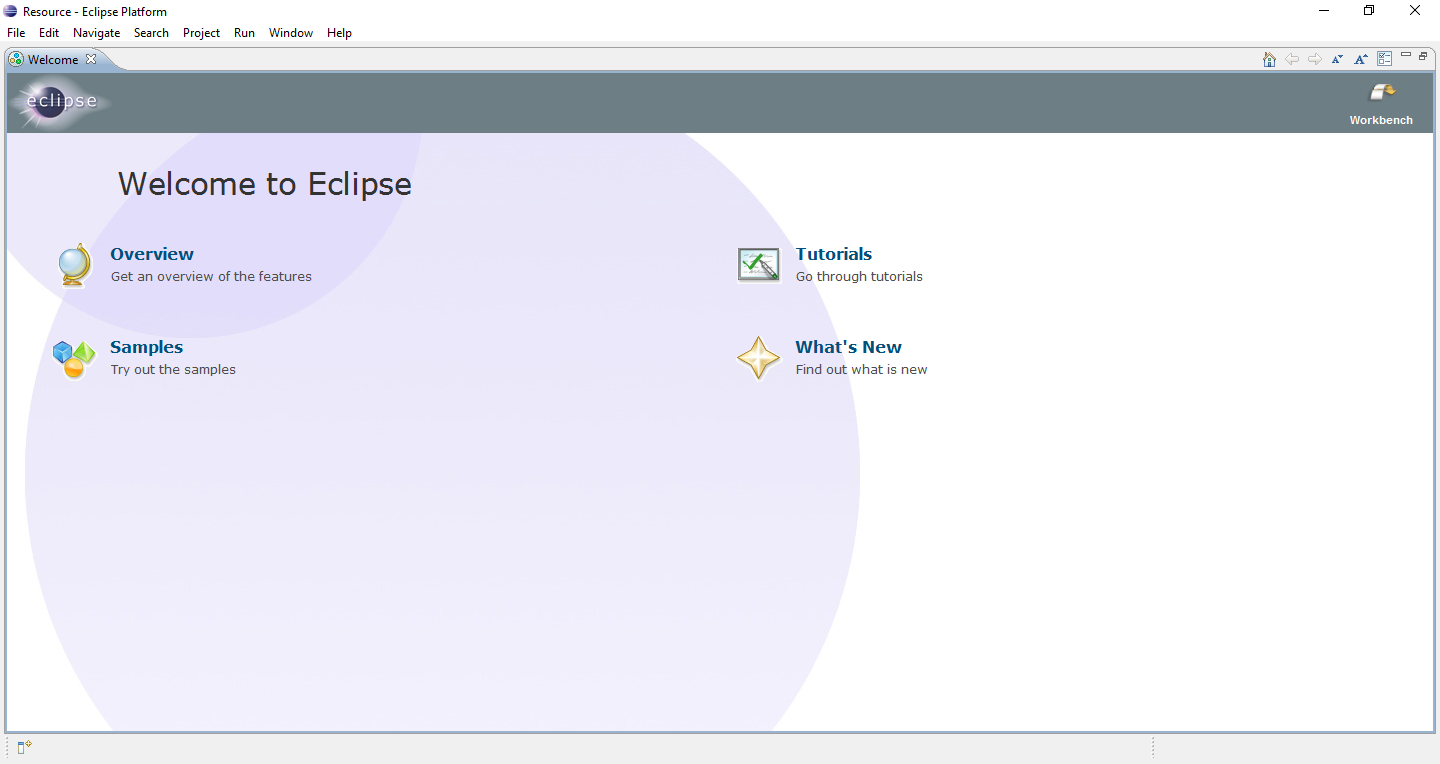 Resource - Eclipse Platform
File Edit Navigate Search Project Run Window Help
Welcome
eclipse
Workbench
Welcome to Eclipse
Overview
Get an overview of the features
Tutorials
Go through tutorials
Samples
Try out the samples
What's New
Find out what is new